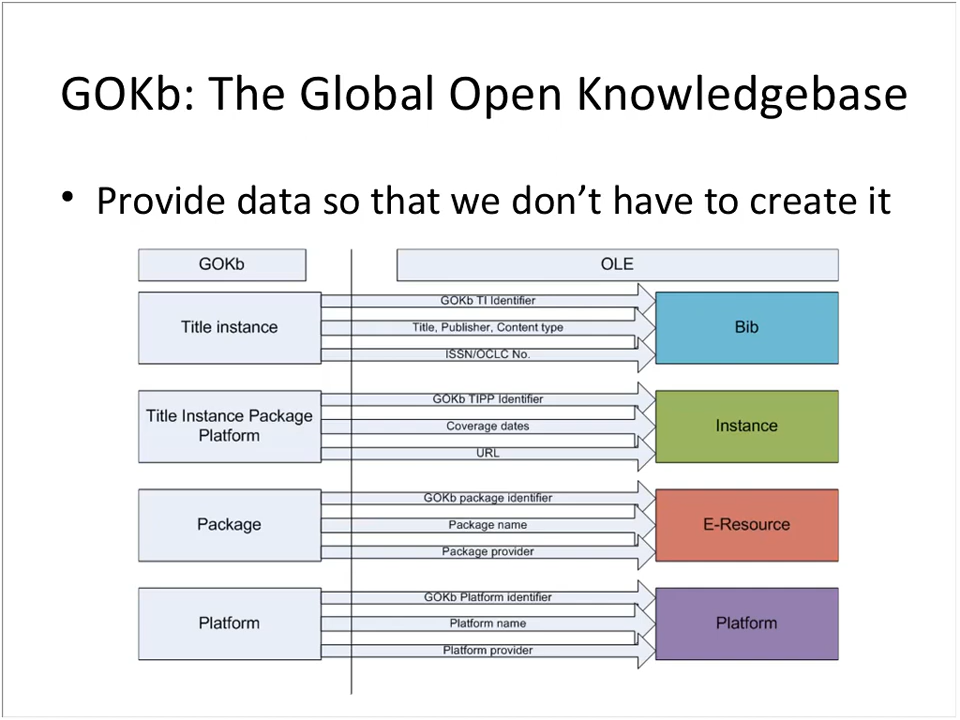 GOKb: The Global Open Knowledgebase
• Provide data so that we don’t have to create it
GOKb
OLE
Title instance
GOKb TI Identifier
Title, Publisher, Content type
ISSN/OCLC No.
Bib
Title Instance Package
Platform
GOKb TIPP Identifier
Coverage dates
URL
Instance
Package
GOKb package identifier
Package name
Package provider
E-Resource
Platform
GOKb Platform identifier
Platform name
Platform provider
Platform